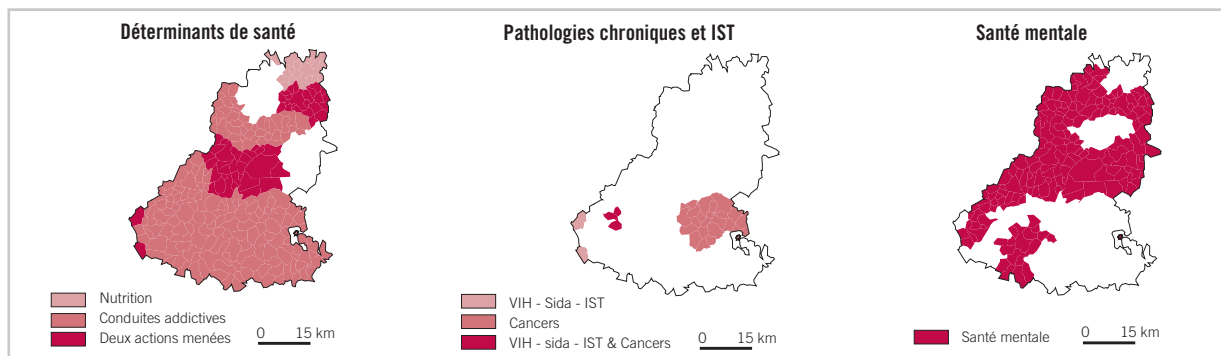 Déterminants de santé
Nutrition
Conduites addictives
Deux actions menées
0 15 km
Pathologies chroniques et IST
VIH - Sida - IST
Cancers
VIH - sida - IST & Cancers
0 15 km
Santé mentale
Santé mentale
0 15 km